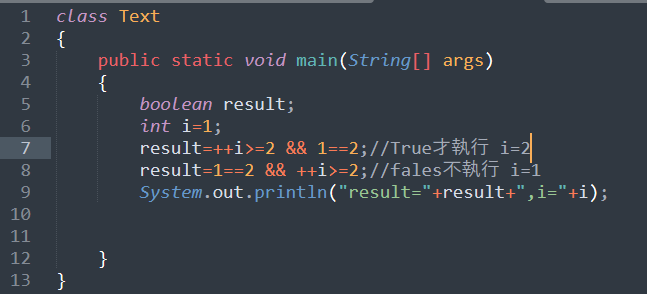 1 class Text
2 {
3 public static void main(String[] args)
4 {
5 boolean result;
6 int i=1;
7 result=++i>=2 && 1==2;//True才執行 i=2
8 result=1==2 && ++i>=2;//fales不執行 i=1
9 System.out.println("result="+result+",i="+i);
10
11
12 }
13 }